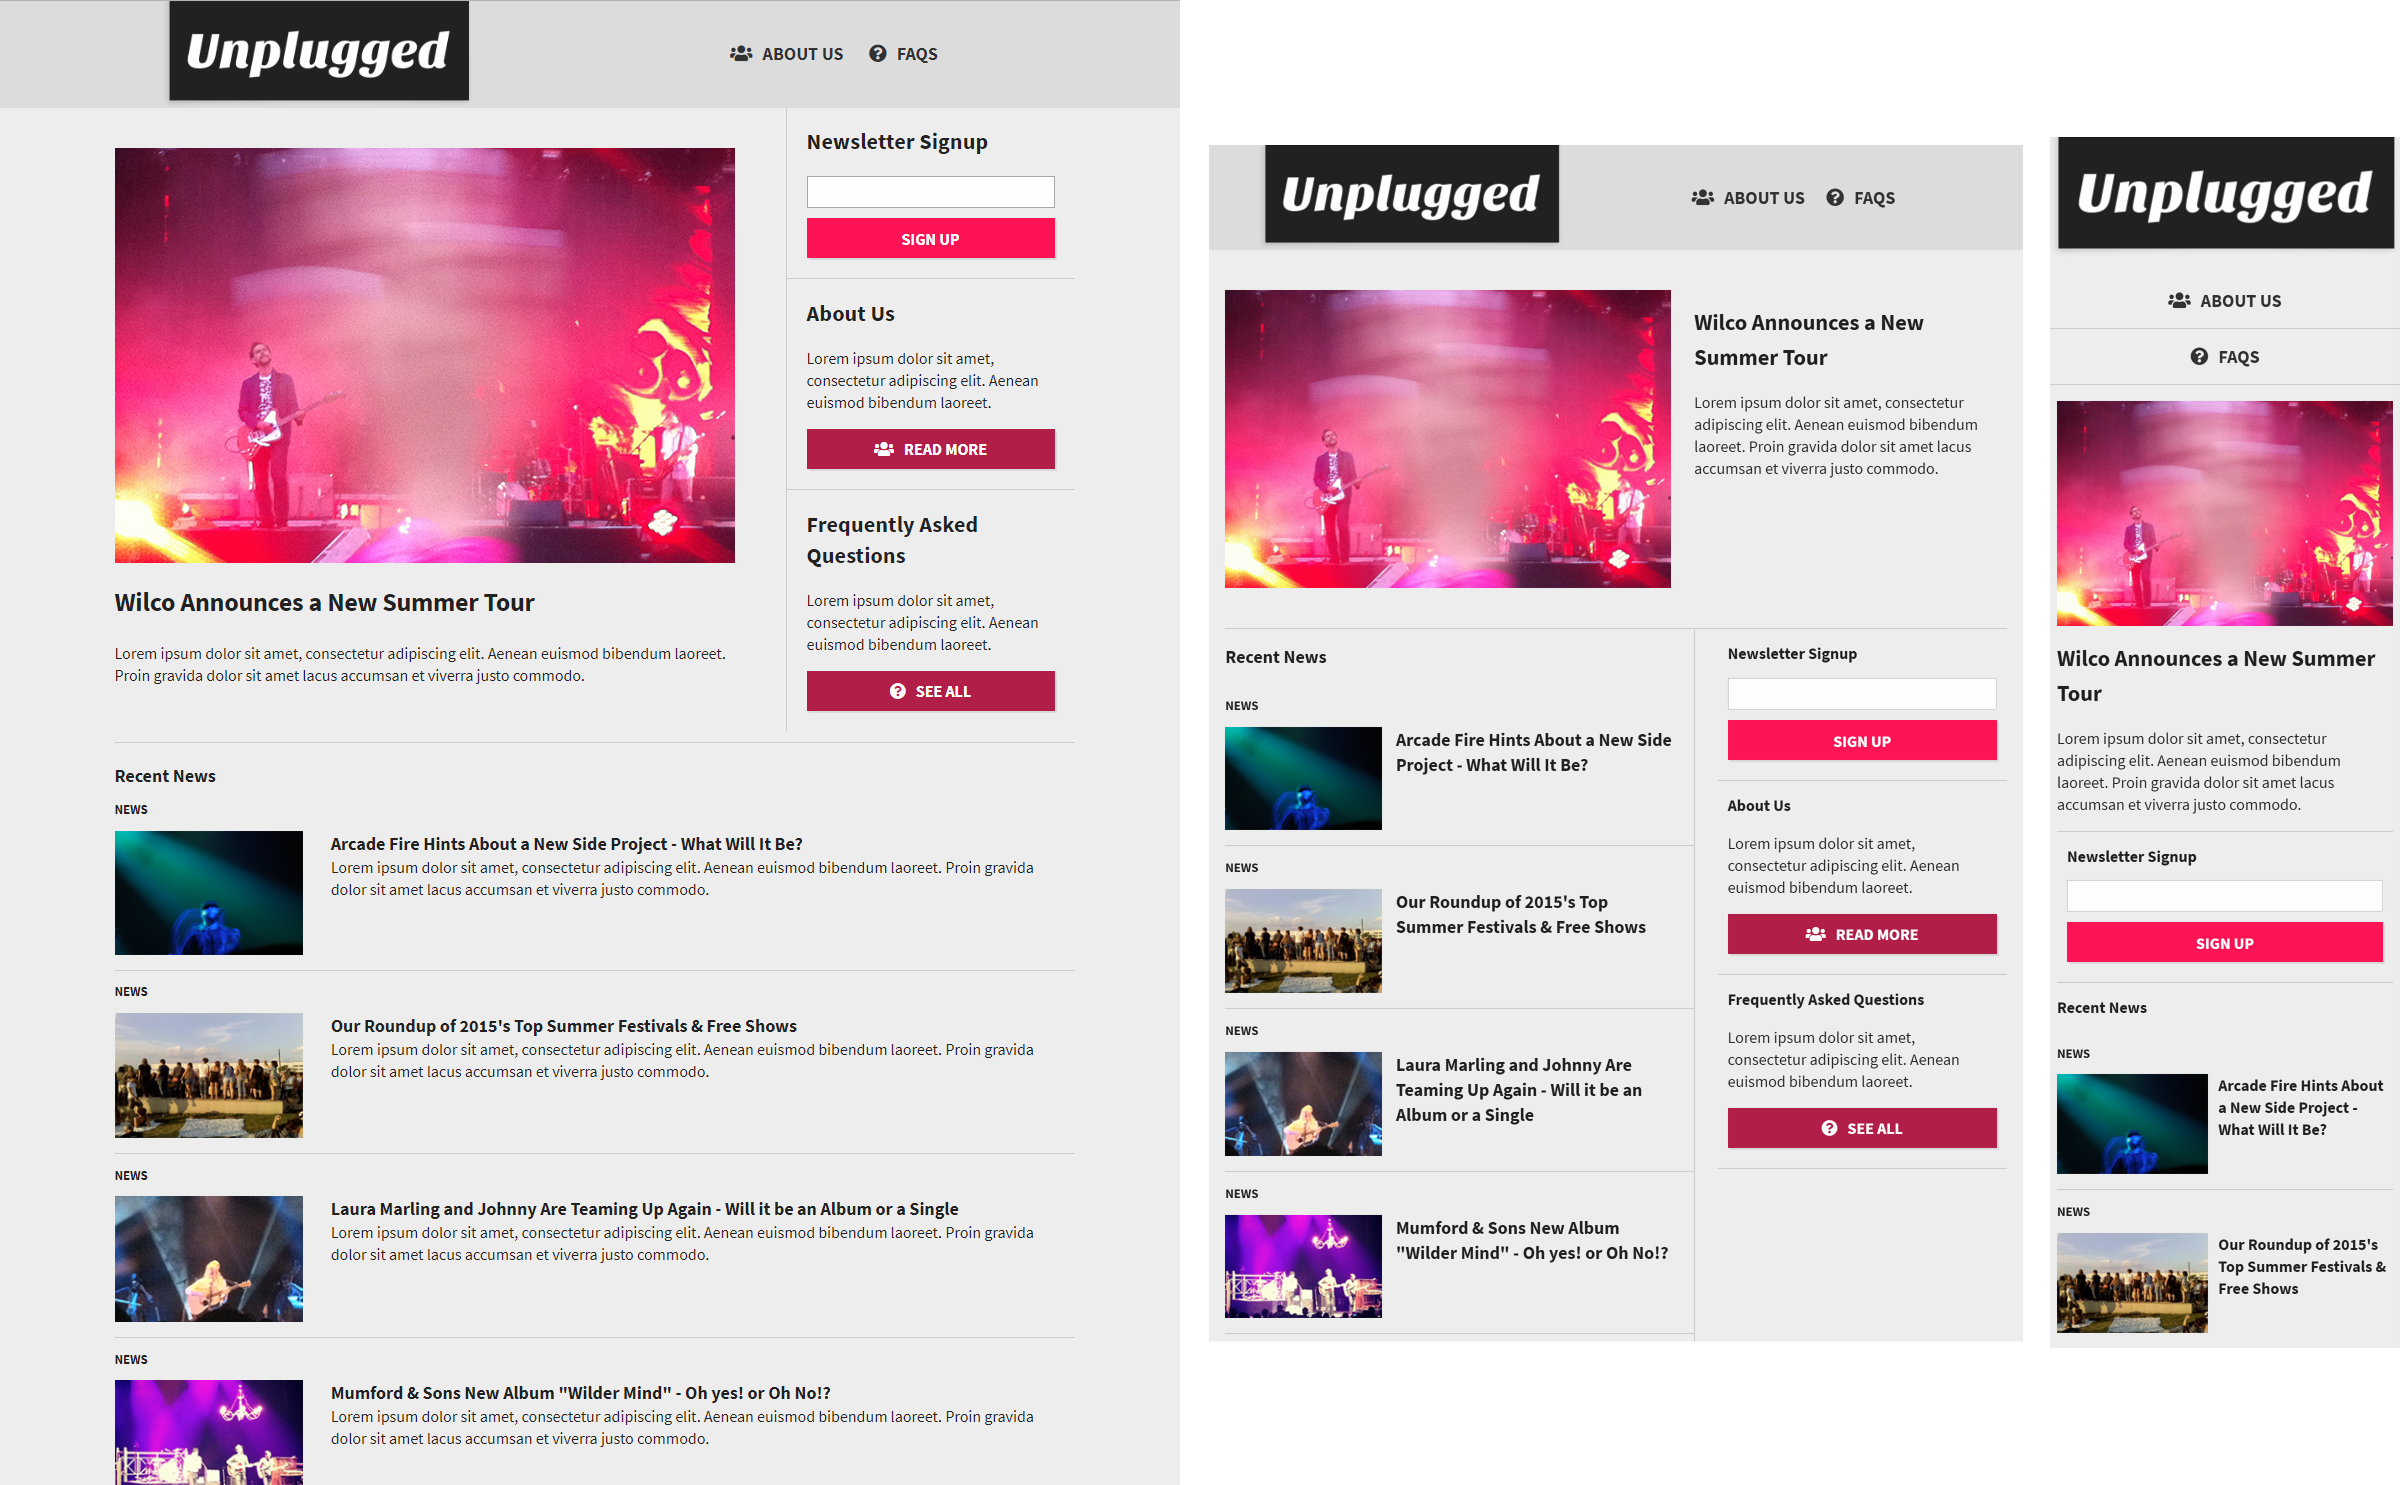 Unplugged
ABOUT US
FAQS
Newsletter Signup
SIGN UP
About Us
Lorem ipsum dolor sit amet,
consectetur adipiscing elit. Aenean
euismod bibendum laoreet.
READ MORE
Frequently Asked
Questions
Lorem ipsum dolor sit amet,
consectetur adipiscing elit. Aenean
euismod bibendum laoreet.
SEE ALL
Wilco Announces a New Summer Tour
Lorem ipsum dolor sit amet, consectetur adipiscing elit. Aenean euismod bibendum laoreet.
Proin gravida dolor sit amet lacus accumsan et viverra justo commodo.
Recent News
NEWS
Arcade Fire Hints About a New Side Project - What Will It Be?
Lorem ipsum dolor sit amet, consectetur adipiscing elit. Aenean euismod bibendum laoreet. Proin gravida
dolor sit amet lacus accumsan et viverra justo commodo.
NEWS
Our Roundup of 2015's Top Summer Festivals & Free Shows
Lorem ipsum dolor sit amet, consectetur adipiscing elit. Aenean euismod bibendum laoreet. Proin gravida
dolor sit amet lacus accumsan et viverra justo commodo.
NEWS
Laura Marling and Johnny Are Teaming Up Again - Will it be an Album or a Single
Lorem ipsum dolor sit amet, consectetur adipiscing elit. Aenean euismod bibendum laoreet. Proin gravida
dolor sit amet lacus accumsan et viverra justo commodo.
NEWS
Mumford & Sons New Album "Wilder Mind" - Oh yes! or Oh No!?
Lorem ipsum dolor sit amet, consectetur adipiscing elit. Aenean euismod bibendum laoreet. Proin gravida
dolor sit amet lacus accumsan et viverra justo commodo.
Unplugged
ABOUT US
FAQS
Wilco Announces a New
Summer Tour
Lorem ipsum dolor sit amet, consectetur
adipiscing elit. Aenean euismod bibendum
laoreet. Proin gravida dolor sit amet lacus
accumsan et viverra justo commodo.
Recent News
NEWS
Arcade Fire Hints About a New Side
Project - What Will It Be?
NEWS
Our Roundup of 2015's Top
Summer Festivals & Free Shows
NEWS
Laura Marling and Johnny Are
Teaming Up Again - Will it be an
Album or a Single
NEWS
Mumford & Sons New Album
"Wilder Mind" - Oh yes! or Oh No!?
Newsletter Signup
SIGN UP
About Us
Lorem ipsum dolor sit amet,
consectetur adipiscing elit. Aenean
euismod bibendum laoreet.
READ MORE
Frequently Asked Questions
Lorem ipsum dolor sit amet,
consectetur adipiscing elit. Aenean
euismod bibendum laoreet.
SEE ALL
Unplugged
ABOUT US
FAQS
Wilco Announces a New Summer
Tour
Lorem ipsum dolor sit amet, consectetur
adipiscing elit. Aenean euismod bibendum
laoreet. Proin gravida dolor sit amet lacus
accumsan et viverra justo commodo.
Newsletter Signup
SIGN UP
Recent News
NEWS
Arcade Fire Hints About
a New Side Project -
What Will It Be?
NEWS
Our Roundup of 2015's
Top Summer Festivals &
Free Shows